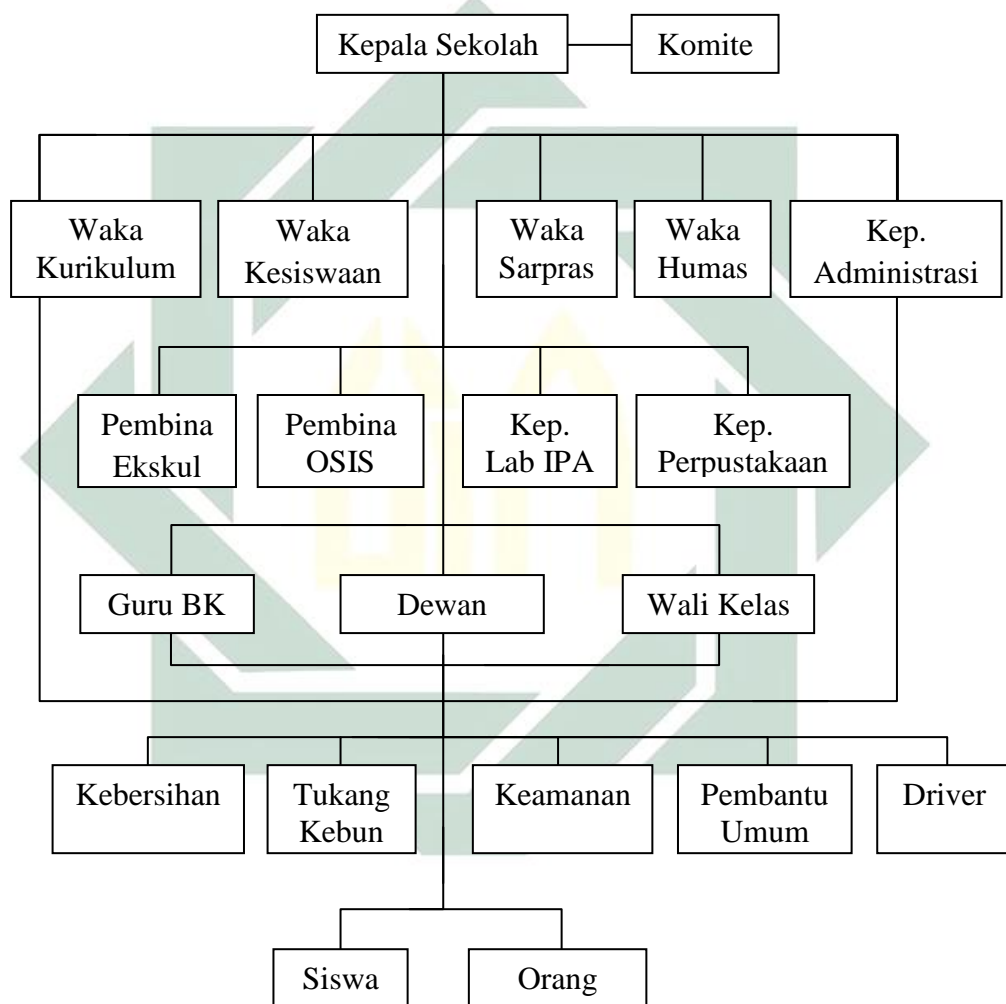 Kepala Sekolah
Komite
Waka
Kurikulum
Waka
Kesiswaan
Waka
Sarpras
Waka
Humas
Kep.
Administrasi
Pembina
Ekskul
Pembina
OSIS
Kep.
Lab IPA
Kep.
Perpustakaan
Guru BK
Dewan
Wali Kelas
Kebersihan
Tukang
Kebun
Keamanan
Pembantu
Umum
Driver
Siswa
Orang